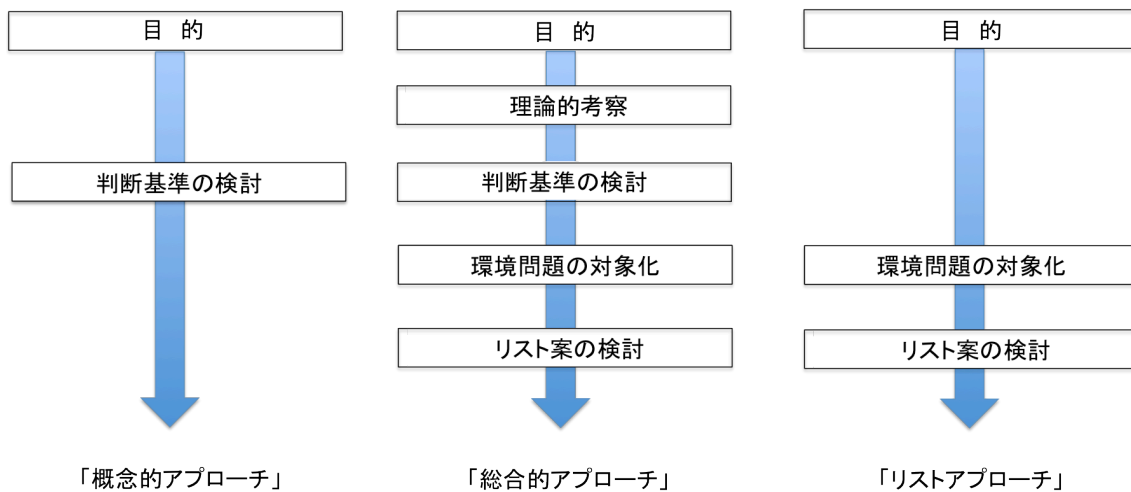 目 的
判断基準の検討
「概念的アプローチ」
目 的
理論的考察
判断基準の検討
環境問題の対象化
リスト案の検討
「総合的アプローチ」
目 的
環境問題の対象化
リスト案の検討
「リストアプローチ」